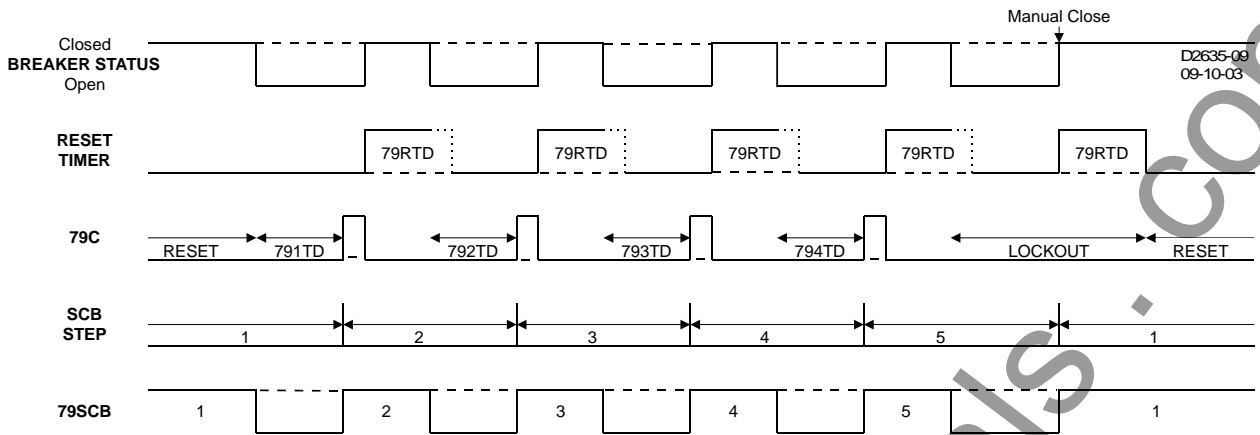 Manual Close
Closed
BREAKER STATUS
Open
D2635-09
09-10-03
RESET
TIMER
79RTD 79RTD 79RTD 79RTD 79RTD
79C
RESET 791TD 792TD 793TD 794TD LOCKOUT RESET
SCB
STEP
1 2 3 4 5 1
79SCB
1 2 3 4 5 1
ls . con